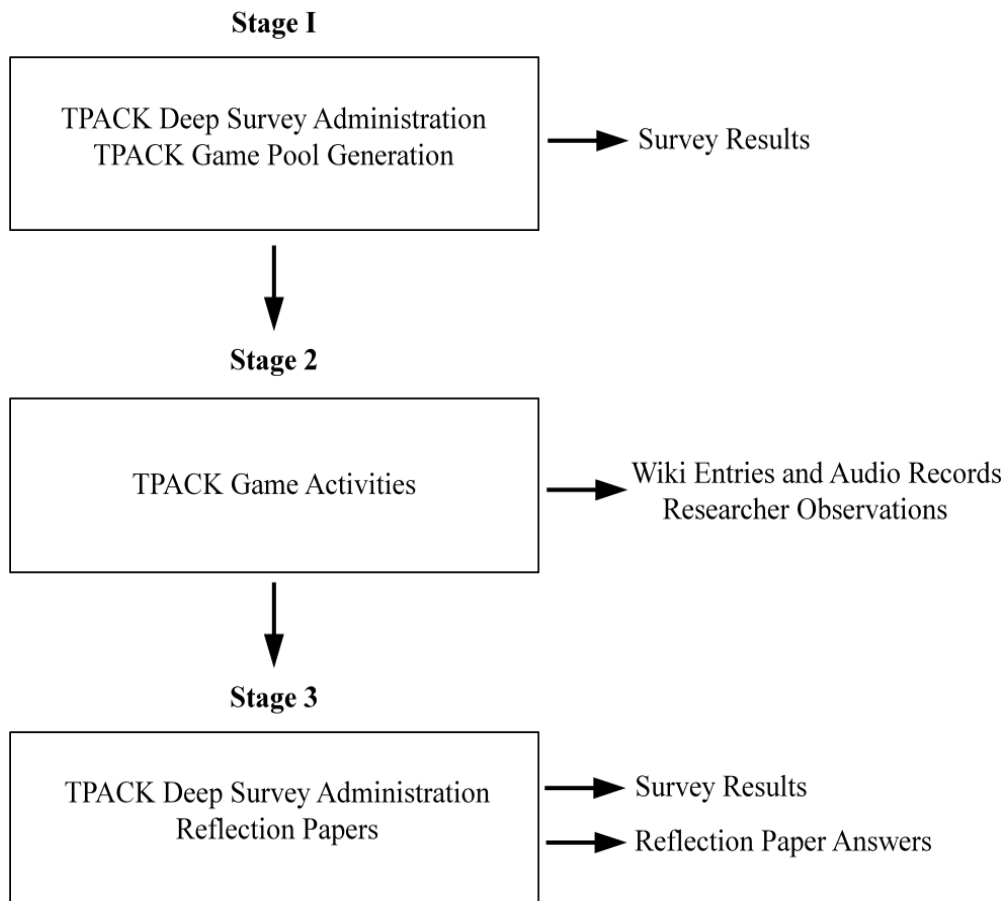 Stage I
TPACK Deep Survey Administration
TPACK Game Pool Generation
Survey Results
Stage 2
TPACK Game Activities
Wiki Entries and Audio Records
Researcher Observations
Stage 3
TPACK Deep Survey Administration
Reflection Papers
Survey Results
Reflection Paper Answers